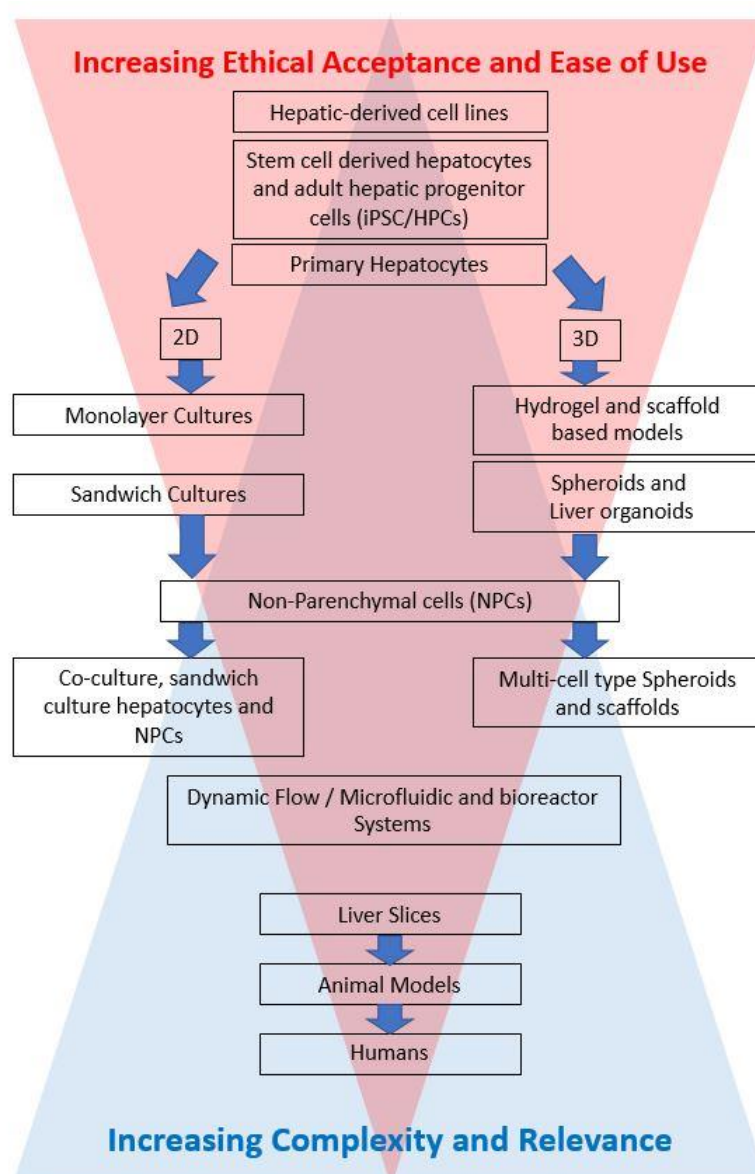 Increasing Ethical Acceptance and Ease of Use
Hepatic-derived cell lines
Stem cell derived hepatocytes
and adult hepatic progenitor
cells (iPSC/HPCs)
Primary Hepatocytes
2D
3D
Monolayer Cultures
Hydrogel and scaffold
based models
Sandwich Cultures
Spheroids and
Liver organoids
Non-Parenchymal cells (NPCs)
Co-culture, sandwich
culture hepatocytes and
NPCs
Multi-cell type Spheroids
and scaffolds
Dynamic Flow / Microfluidic and bioreactor
Systems
Liver Slices
Animal Models
Humans
Increasing Complexity and Relevance